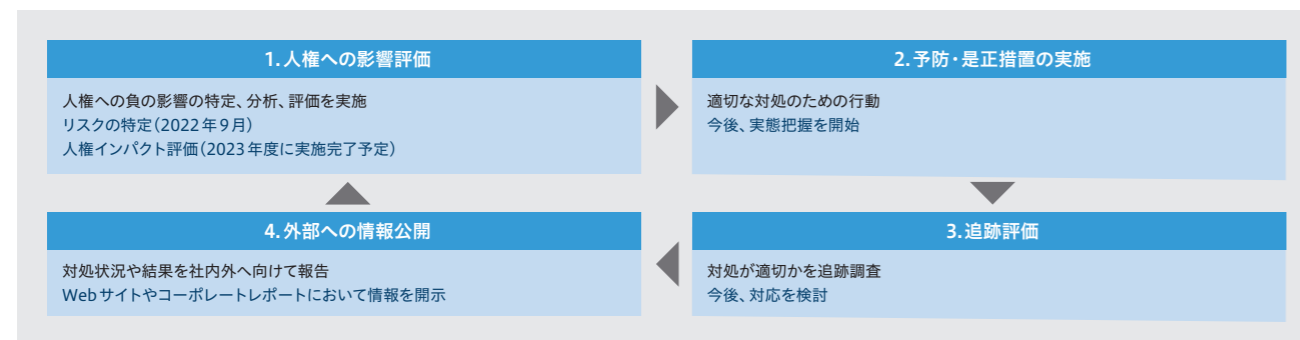 1.人権への影響評価
人権への負の影響の特定、分析、評価を実施
リスクの特定（2022年9月）
人権インパクト評価（2023年度に実施完了予定）
2.予防・是正措置の実施
適切な対処のための行動
今後、実態把握を開始
3.追跡評価
対処が適切かを追跡調査
今後、対応を検討
4.外部への情報公開
対処状況や結果を社内外へ向けて報告
Webサイトやコーポレートレポートにおいて情報を開示